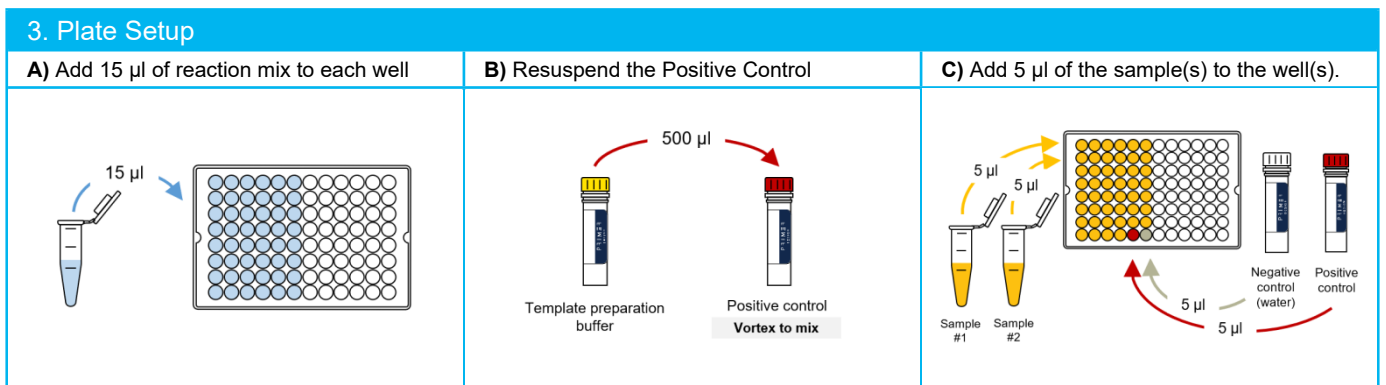 3. Plate Setup
A) Add 15 µl of reaction mix to each well
B) Resuspend the Positive Control
C) Add 5 µl of the sample(s) to the well(s).
15 µl
500 µl
Template preparation
buffer
Positive control
Vortex to mix
5 µl
5 µl
Sample
#1
Sample
#2
Negative
control
(water)
Positive
control
5 µl
5 µl